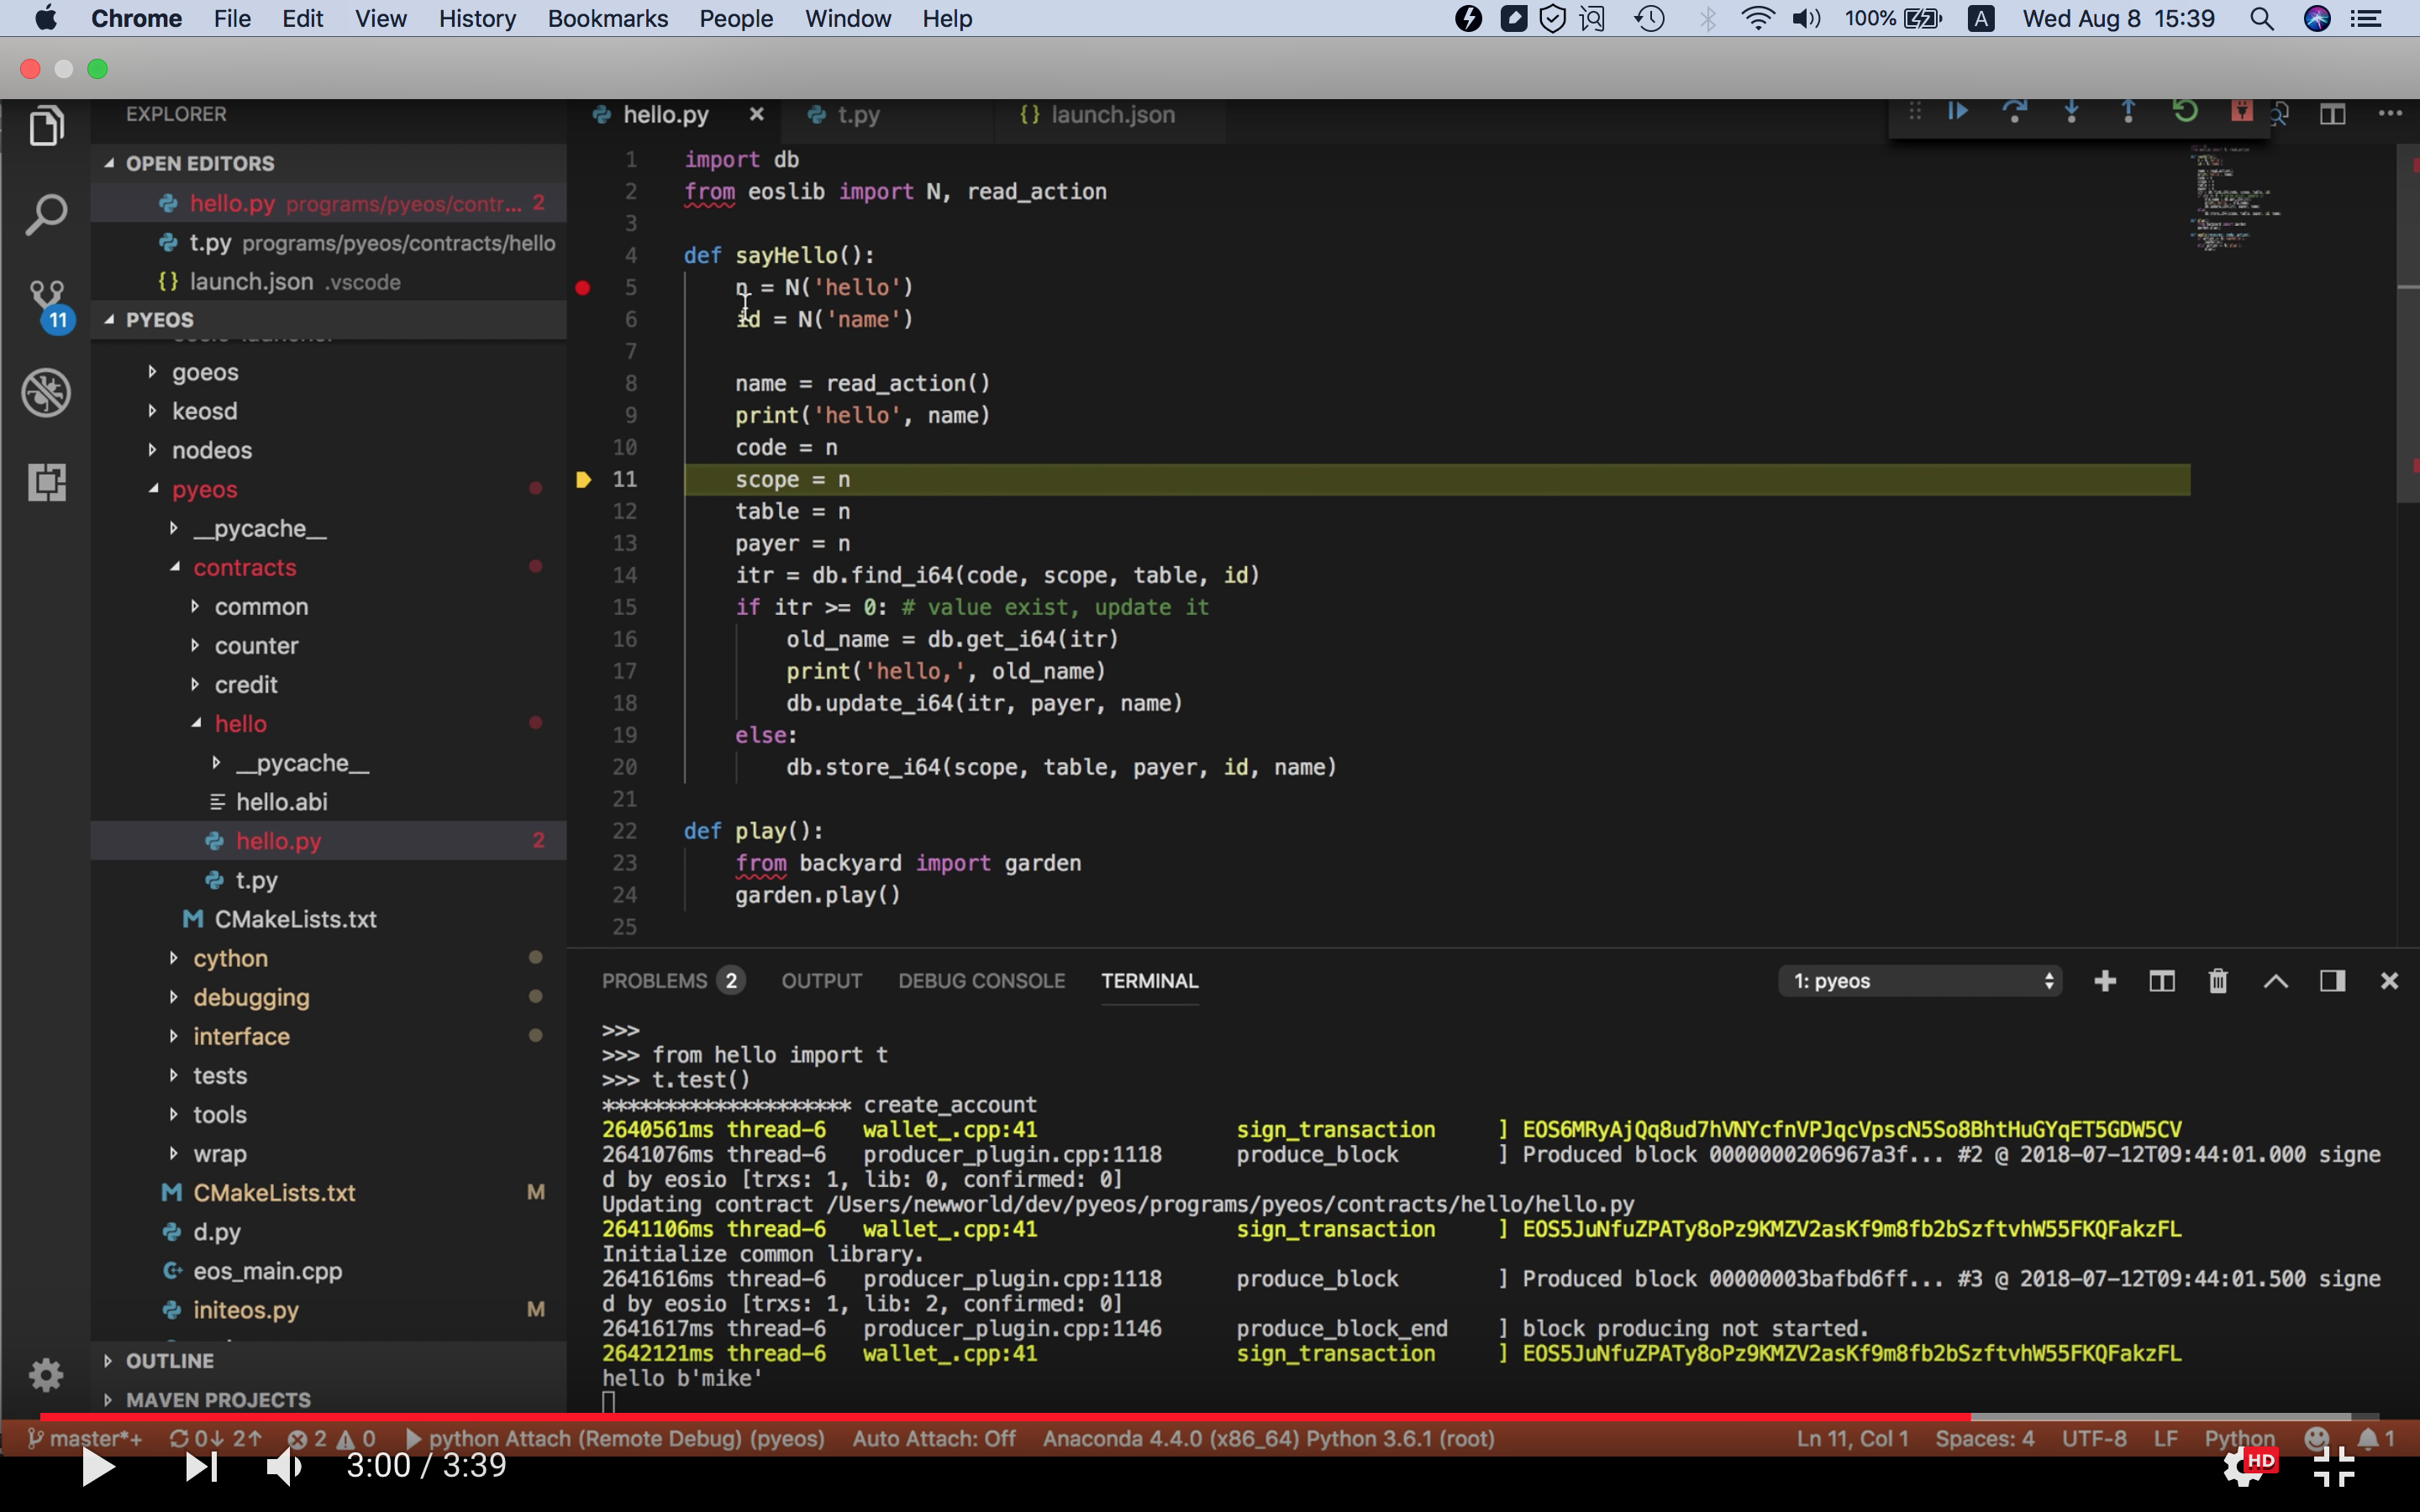 Chrome File Edit View History Bookmarks People Window Help 100% A Wed Aug 8 15:39
EXPLORER
OPEN EDITORS
hello.py programs/pyeos/contr... 2
t.py programs/pyeos/contracts/hello
{} launch.json .vscode
11
PYEOS
goeos
keosd
nodeos
pyeos
__pycache__
contracts
common
counter
credit
hello
__pycache__
hello.abi
hello.py 2
t.py
M CMakeLists.txt
cython
debugging
interface
tests
tools
wrap
M CMakeLists.txt M
d.py
eos_main.cpp
initeos.py M
OUTLINE
MAVEN PROJECTS
hello.py × t.py {} launch.json
1 import db
2 from eoslib import N, read_action
3
4 def sayHello():
5 n = N('hello')
6 id = N('name')
7
8 name = read_action()
9 print('hello', name)
10 code = n
11 scope = n
12 table = n
13 payer = n
14 itr = db.find_i64(code, scope, table, id)
15 if itr >= 0: # value exist, update it
16 old_name = db.get_i64(itr)
17 print('hello,', old_name)
18 db.update_i64(itr, payer, name)
19 else:
20 db.store_i64(scope, table, payer, id, name)
21
22 def play():
23 from backyard import garden
24 garden.play()
25
PROBLEMS 2 OUTPUT DEBUG CONSOLE TERMINAL 1: pyeos
>>>
>>> from hello import t
>>> t.test()
******************** create_account
2640561ms thread-6 wallet_.cpp:41 sign_transaction ] EOS6MRyAjQq8ud7hVNYcfnVPJqcVpscN5So8BhtHuGYqET5GDW5CV
2641076ms thread-6 producer_plugin.cpp:1118 produce_block ] Produced block 0000000206967a3f... #2 @ 2018-07-12T09:44:01.000 signe
d by eosio [trxs: 1, lib: 0, confirmed: 0]
Updating contract /Users/newworld/dev/pyeos/programs/pyeos/contracts/hello/hello.py
2641106ms thread-6 wallet_.cpp:41 sign_transaction ] EOS5JuNfuZPATy8oPz9KMZV2asKf9m8fb2bSzftvhW55FKQFakzFL
Initialize common library.
2641616ms thread-6 producer_plugin.cpp:1118 produce_block ] Produced block 00000003bafbd6ff... #3 @ 2018-07-12T09:44:01.500 signe
d by eosio [trxs: 1, lib: 2, confirmed: 0]
2641617ms thread-6 producer_plugin.cpp:1146 produce_block_end ] block producing not started.
2642121ms thread-6 wallet_.cpp:41 sign_transaction ] EOS5JuNfuZPATy8oPz9KMZV2asKf9m8fb2bSzftvhW55FKQFakzFL
hello b'mike'
master*+ 0↓ 2↑ 2 0 python Attach (Remote Debug) (pyeos) Auto Attach: Off Anaconda 4.4.0 (x86_64) Python 3.6.1 (root) Ln 11, Col 1 Spaces: 4 UTF-8 LF Python 1
3:00 / 3:39 HD